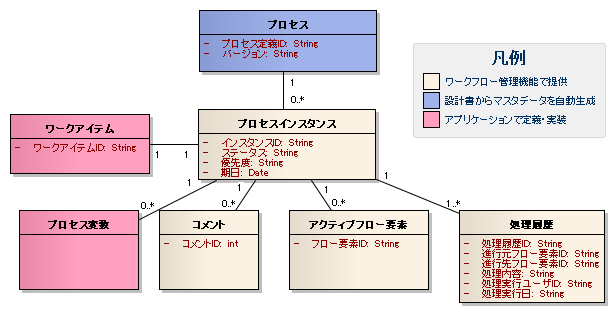 プロセス
- プロセス定義ID: String
- バージョン: String
凡例
ワークフロー管理機能で提供
設計書からマスタデータを自動生成
アプリケーションで定義・実装
1
0..*
ワークアイテム
- ワークアイテムID: String
1
1
プロセスインスタンス
- インスタンスID: String
- ステータス: String
- 優先度: String
- 期日: Date
1
1
1
1
0..*
0..*
0..*
1..*
プロセス変数
コメント
- コメントID: int
アクティブフロー要素
- フロー要素ID: String
処理履歴
- 処理履歴ID: String
- 進行元フロー要素ID: String
- 進行先フロー要素ID: String
- 処理内容: String
- 処理実行ユーザID: String
- 処理実行日: String